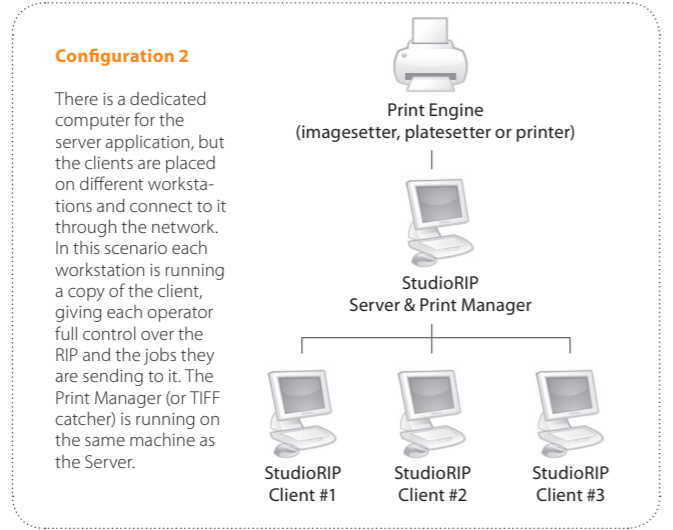 Configuration 2
There is a dedicated
computer for the
server application, but
the clients are placed
on different worksta-
tions and connect to it
through the network.
In this scenario each
workstation is running
a copy of the client,
giving each operator
full control over the
RIP and the jobs they
are sending to it. The
Print Manager (or TIFF
catcher) is running on
the same machine as
the Server.
Print Engine
(imagesetter, platesetter or printer)
StudioRIP
Server & Print Manager
StudioRIP
Client #1
StudioRIP
Client #2
StudioRIP
Client #3